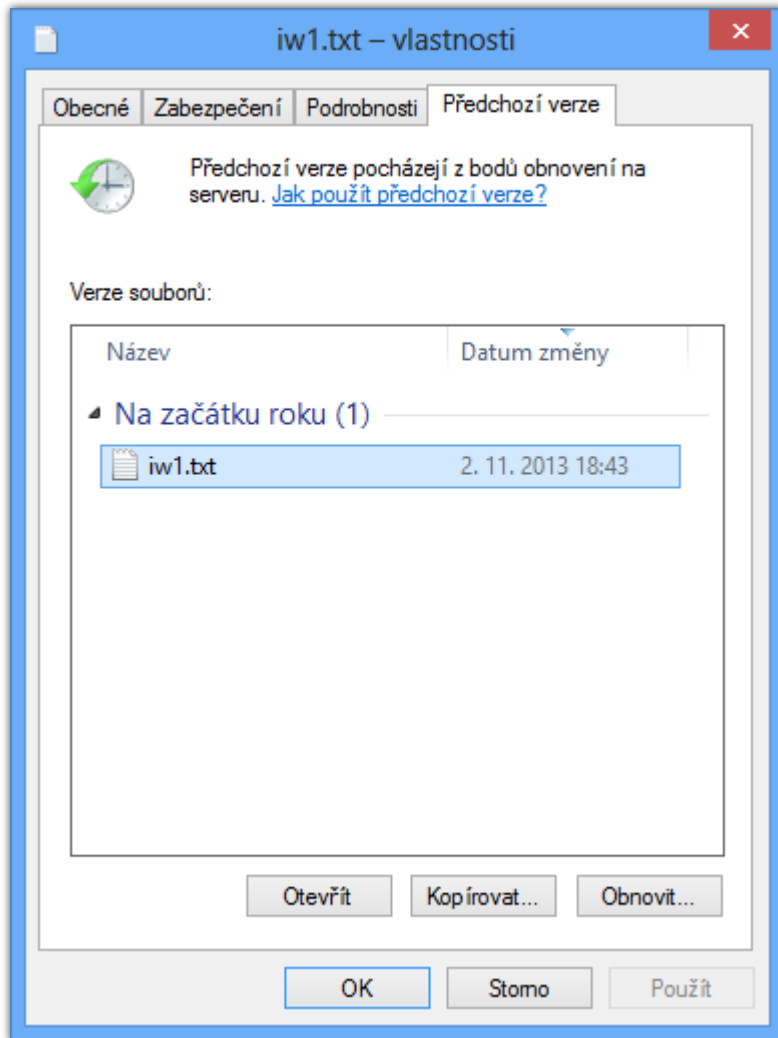 iw1.txt – vlastnosti
Obecné Zabezpečení Podrobnosti Předchozí verze
Předchozí verze pocházejí z bodů obnovení na
serveru. Jak použít předchozí verze?
Verze souborů:
Název Datum změny
Na začátku roku (1)
iw1.txt 2. 11. 2013 18:43
Otevřít Kopírovat... Obnovit...
OK Storno Použít